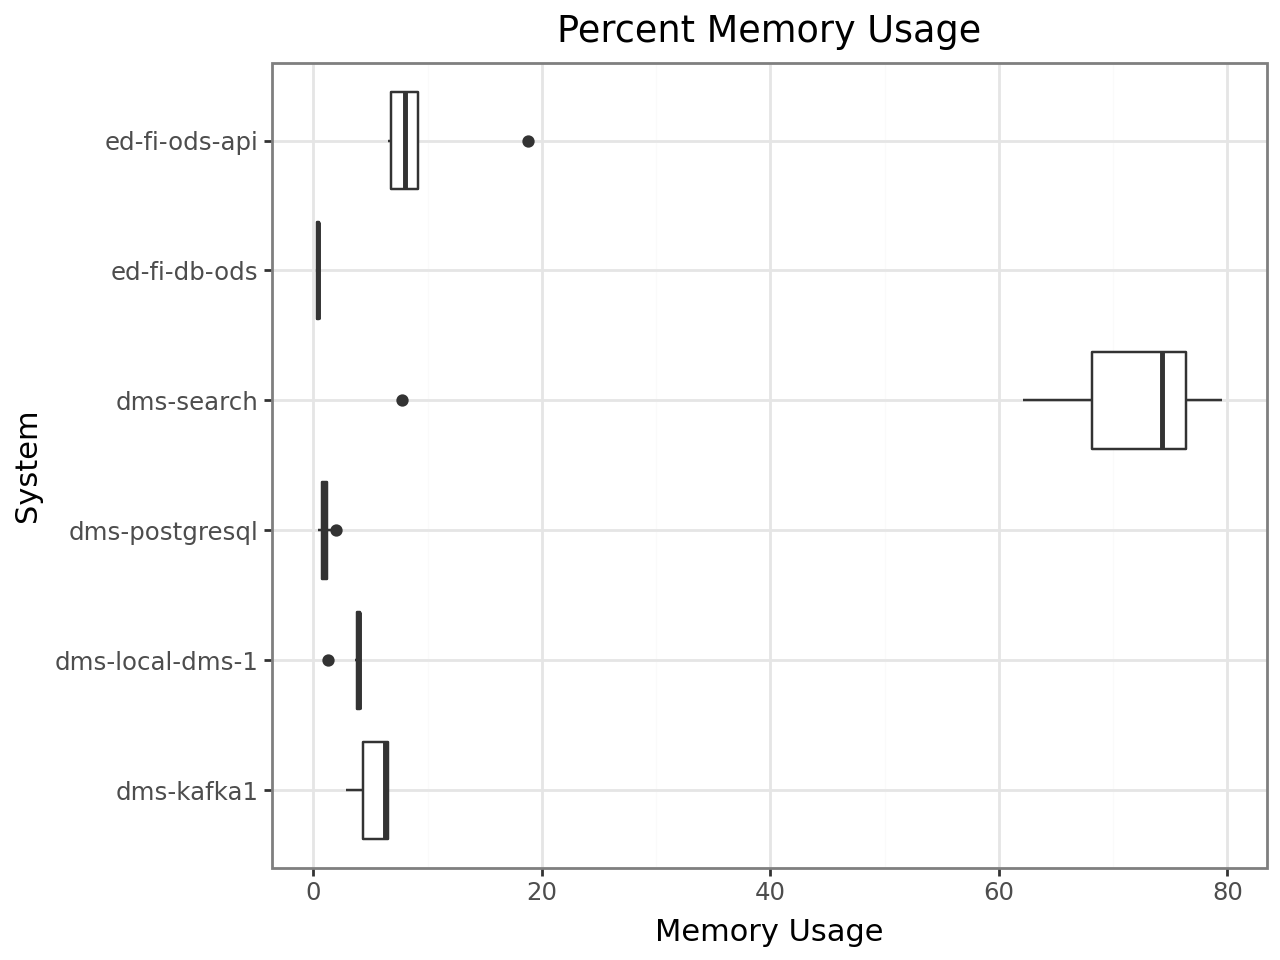 Percent Memory Usage
System
ed-fi-ods-api
ed-fi-db-ods
dms-search
dms-postgresql
dms-local-dms-1
dms-kafka1
0 20 40 60 80
Memory Usage